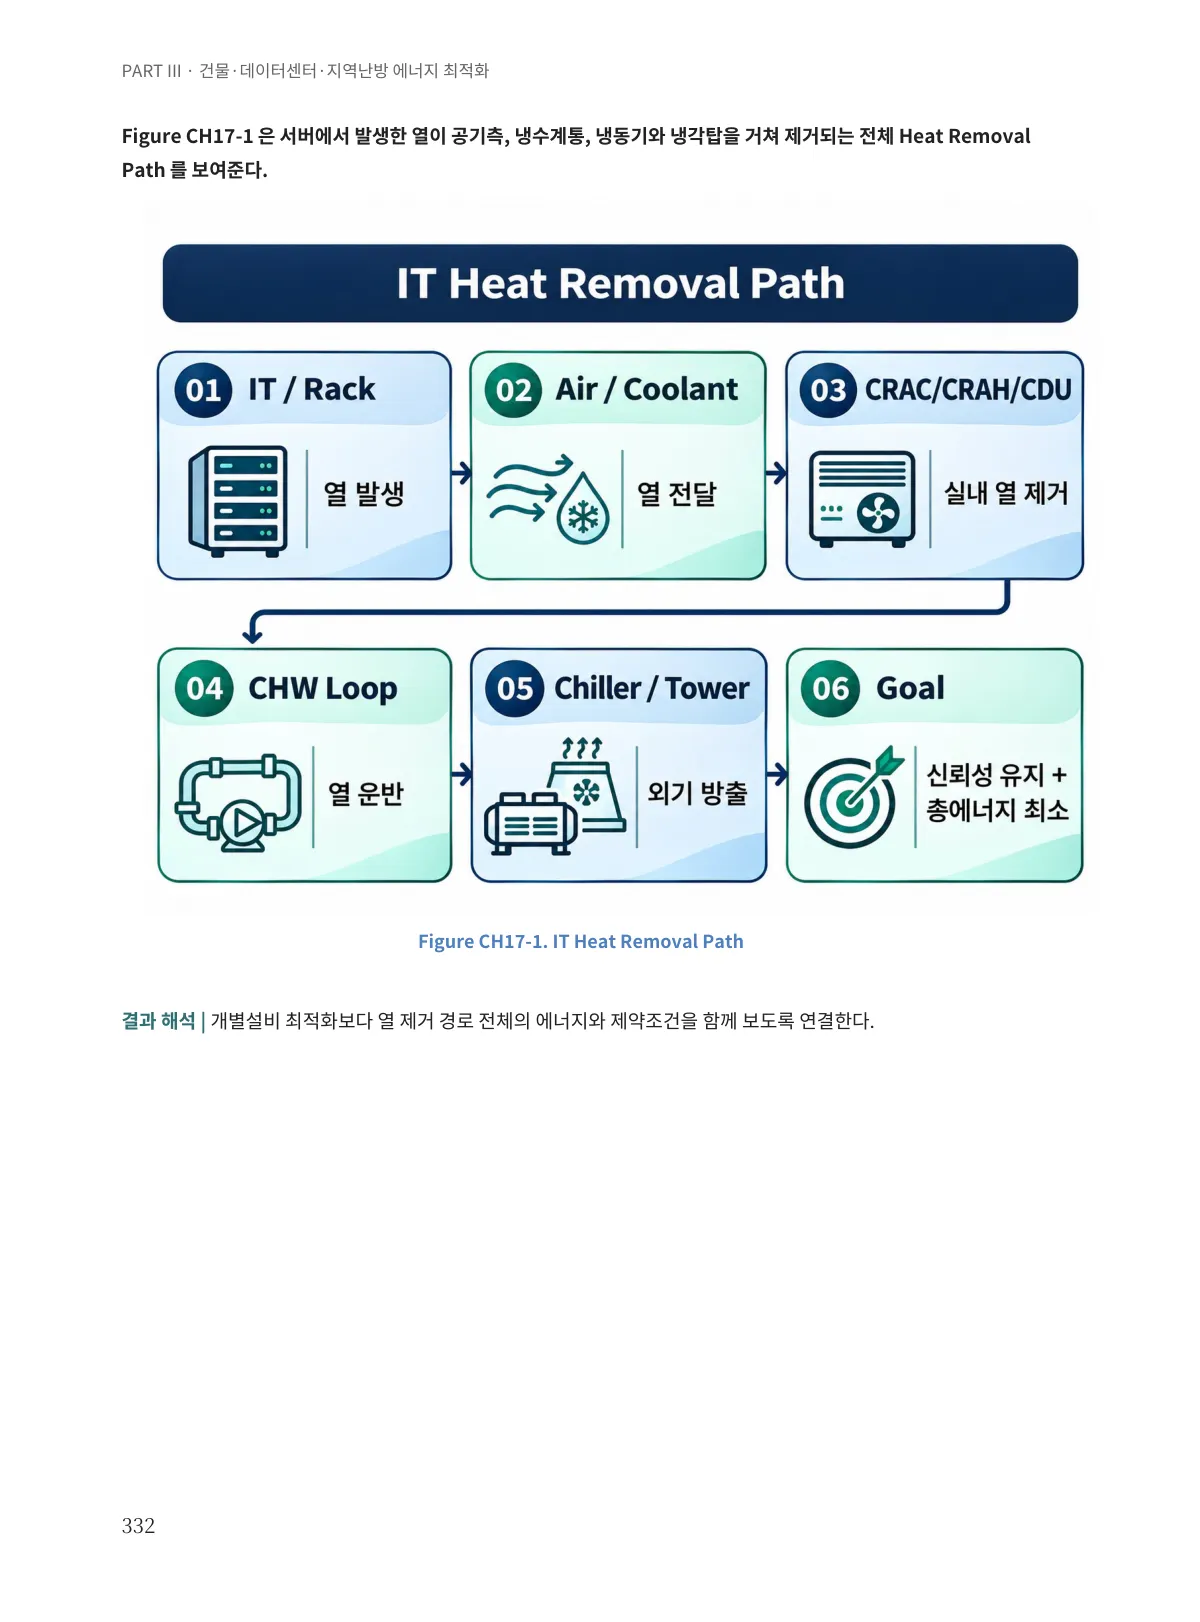 PART III · 건물·데이터센터·지역난방 에너지 최적화
Figure CH17-1 은 서버에서 발생한 열이 공기측, 냉수계통, 냉동기와 냉각탑을 거쳐 제거되는 전체 Heat Removal
Path 를 보여준다.
IT Heat Removal Path
01 IT / Rack
열 발생
02 Air / Coolant
열 전달
03 CRAC/CRAH/CDU
실내 열 제거
04 CHW Loop
열 운반
05 Chiller / Tower
외기 방출
06 Goal
신뢰성 유지 +
총에너지 최소
Figure CH17-1. IT Heat Removal Path
결과 해석 | 개별설비 최적화보다 열 제거 경로 전체의 에너지와 제약조건을 함께 보도록 연결한다.
332